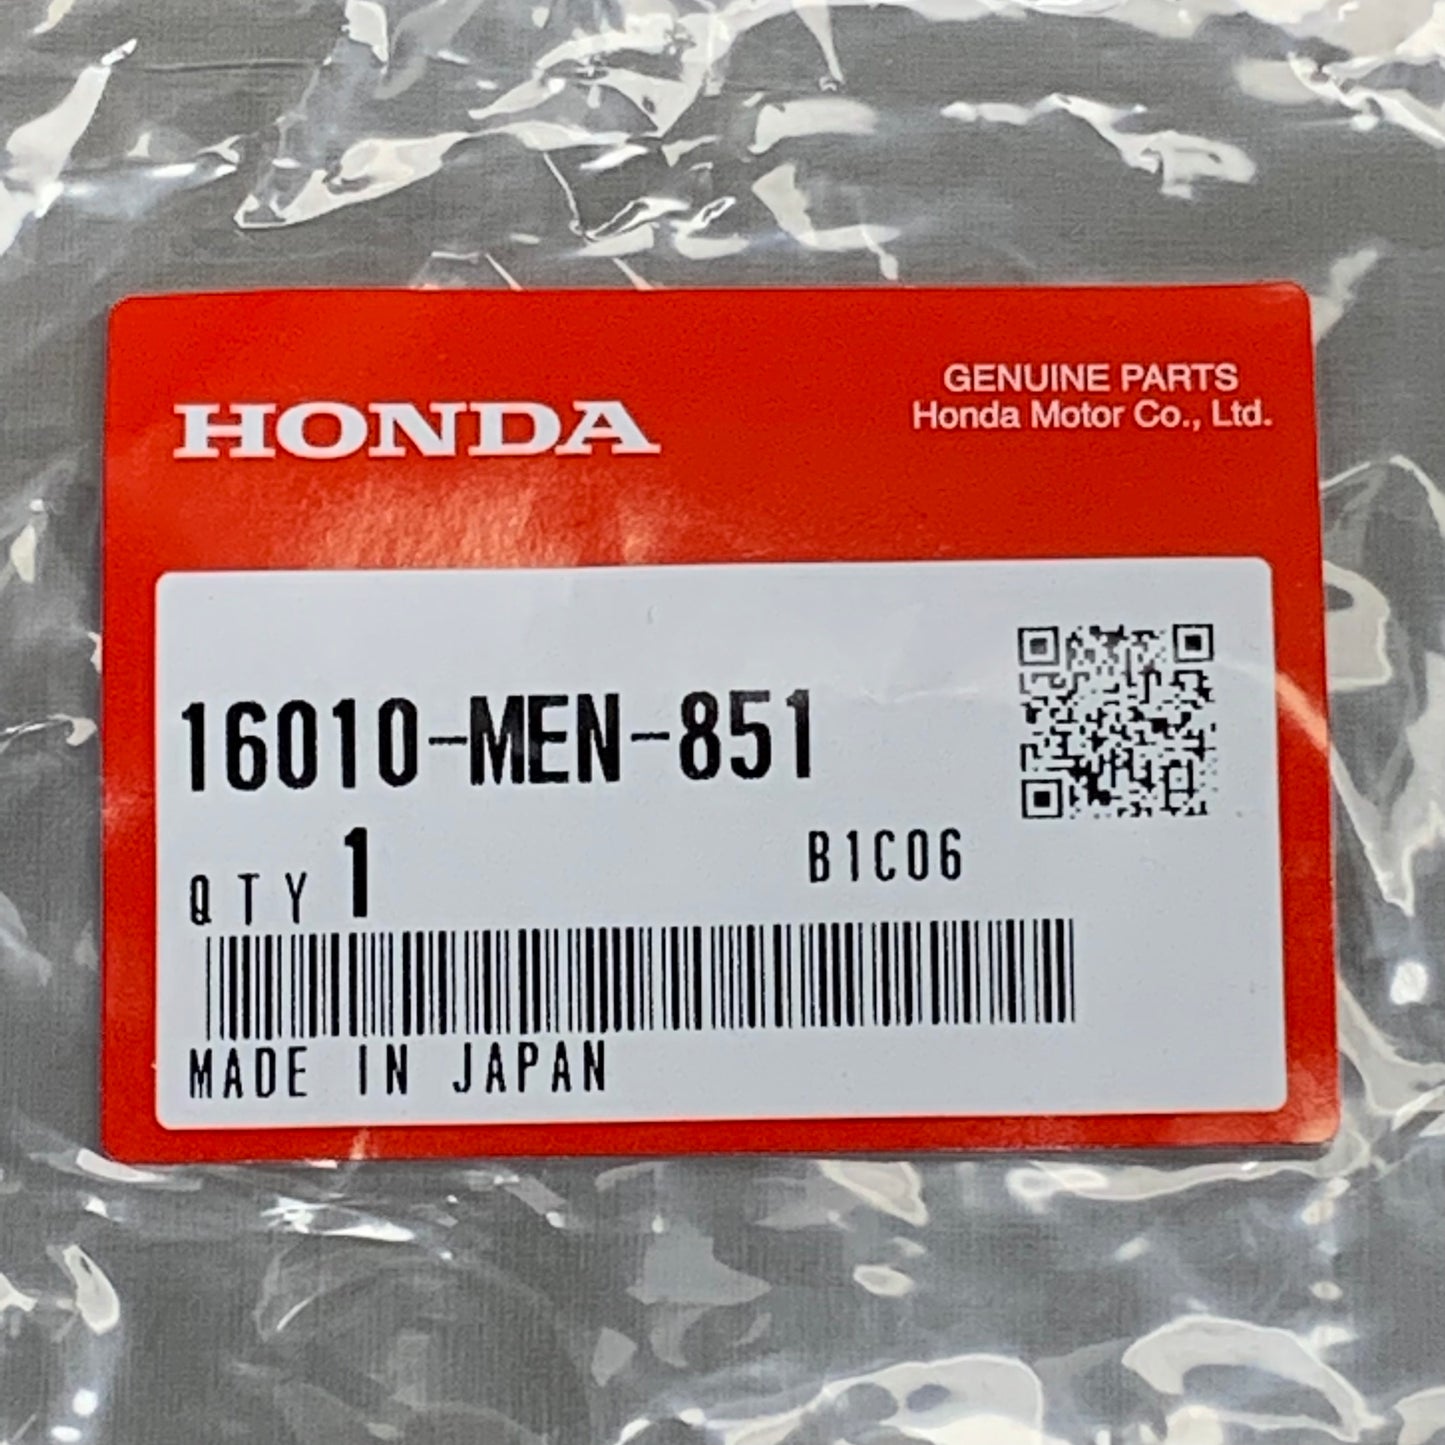 HONDA
GENUINE PARTS
Honda Motor Co., Ltd.
16010-MEN-851
QTY 1
B1C06
MADE IN JAPAN